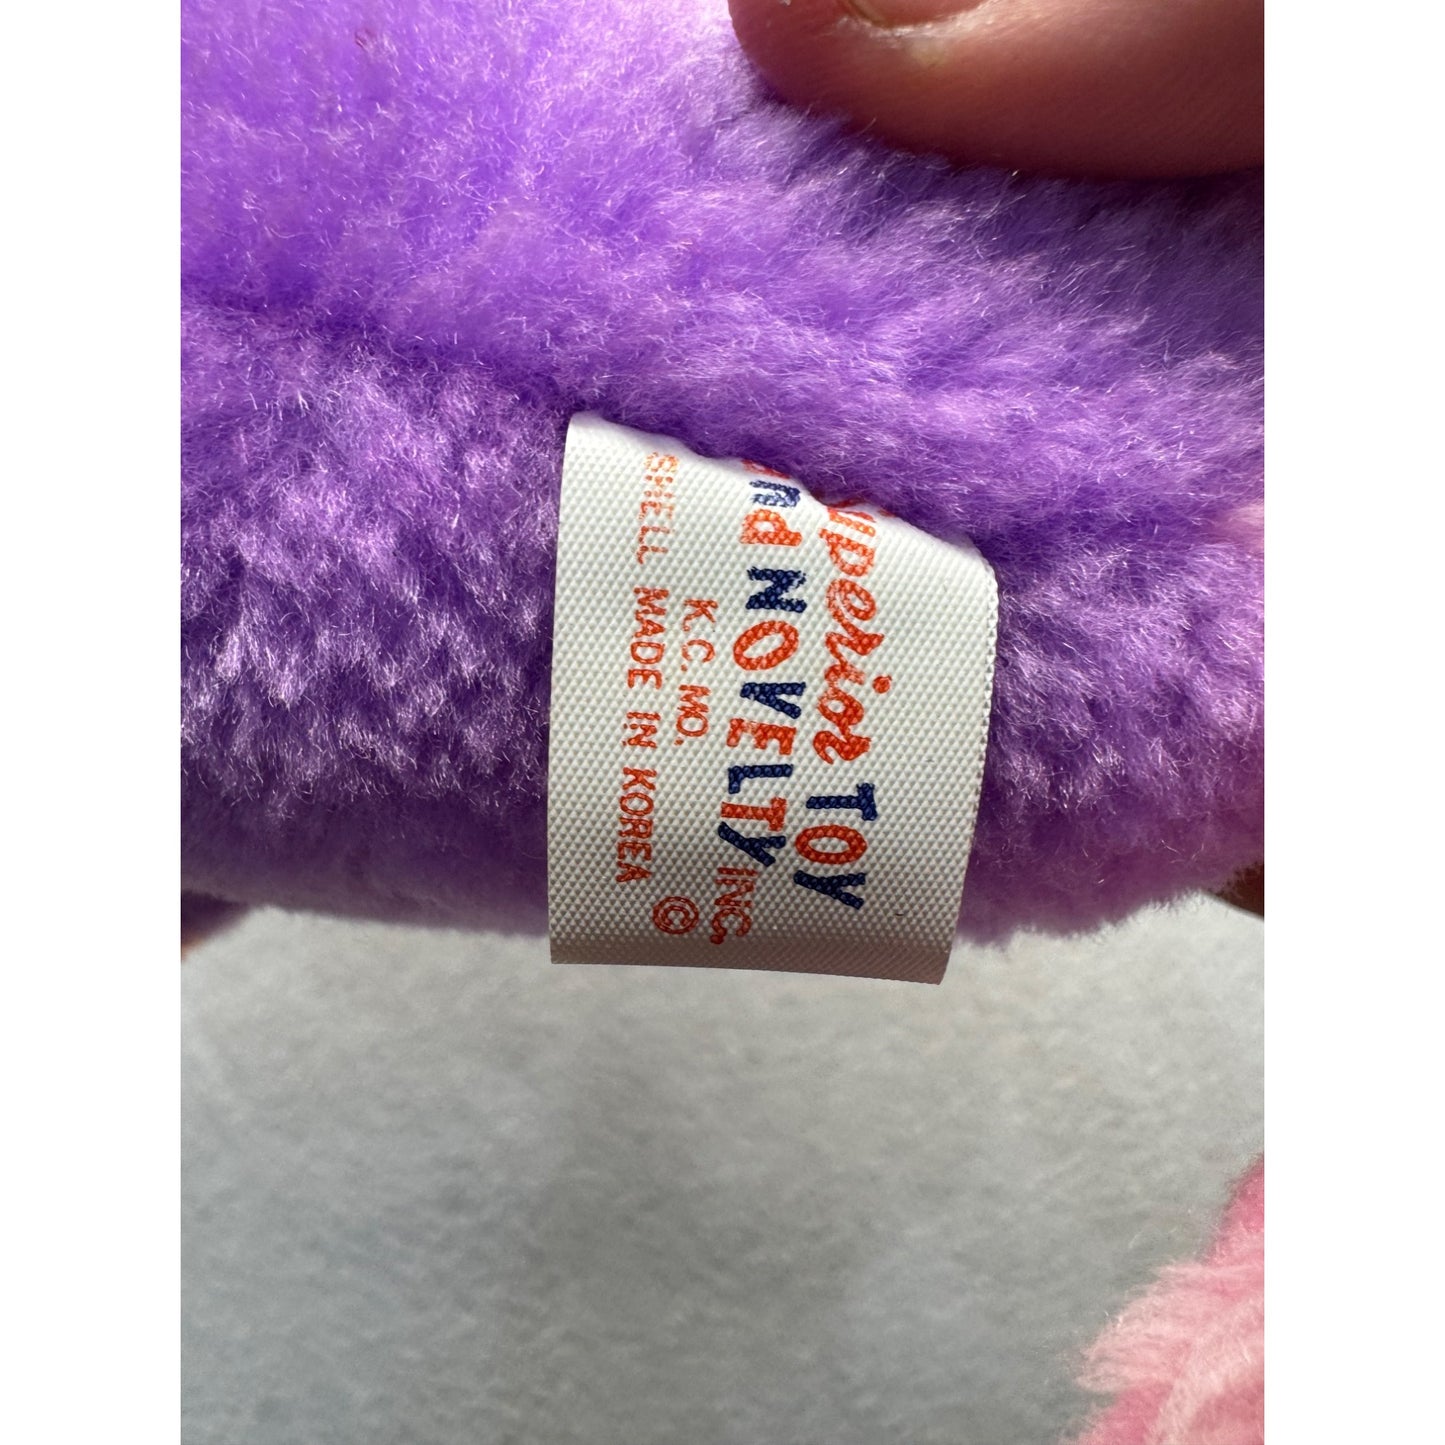 Superior TOY
and NOVELTY INC.
K.C. MO. ©
SHELL MADE IN KOREA